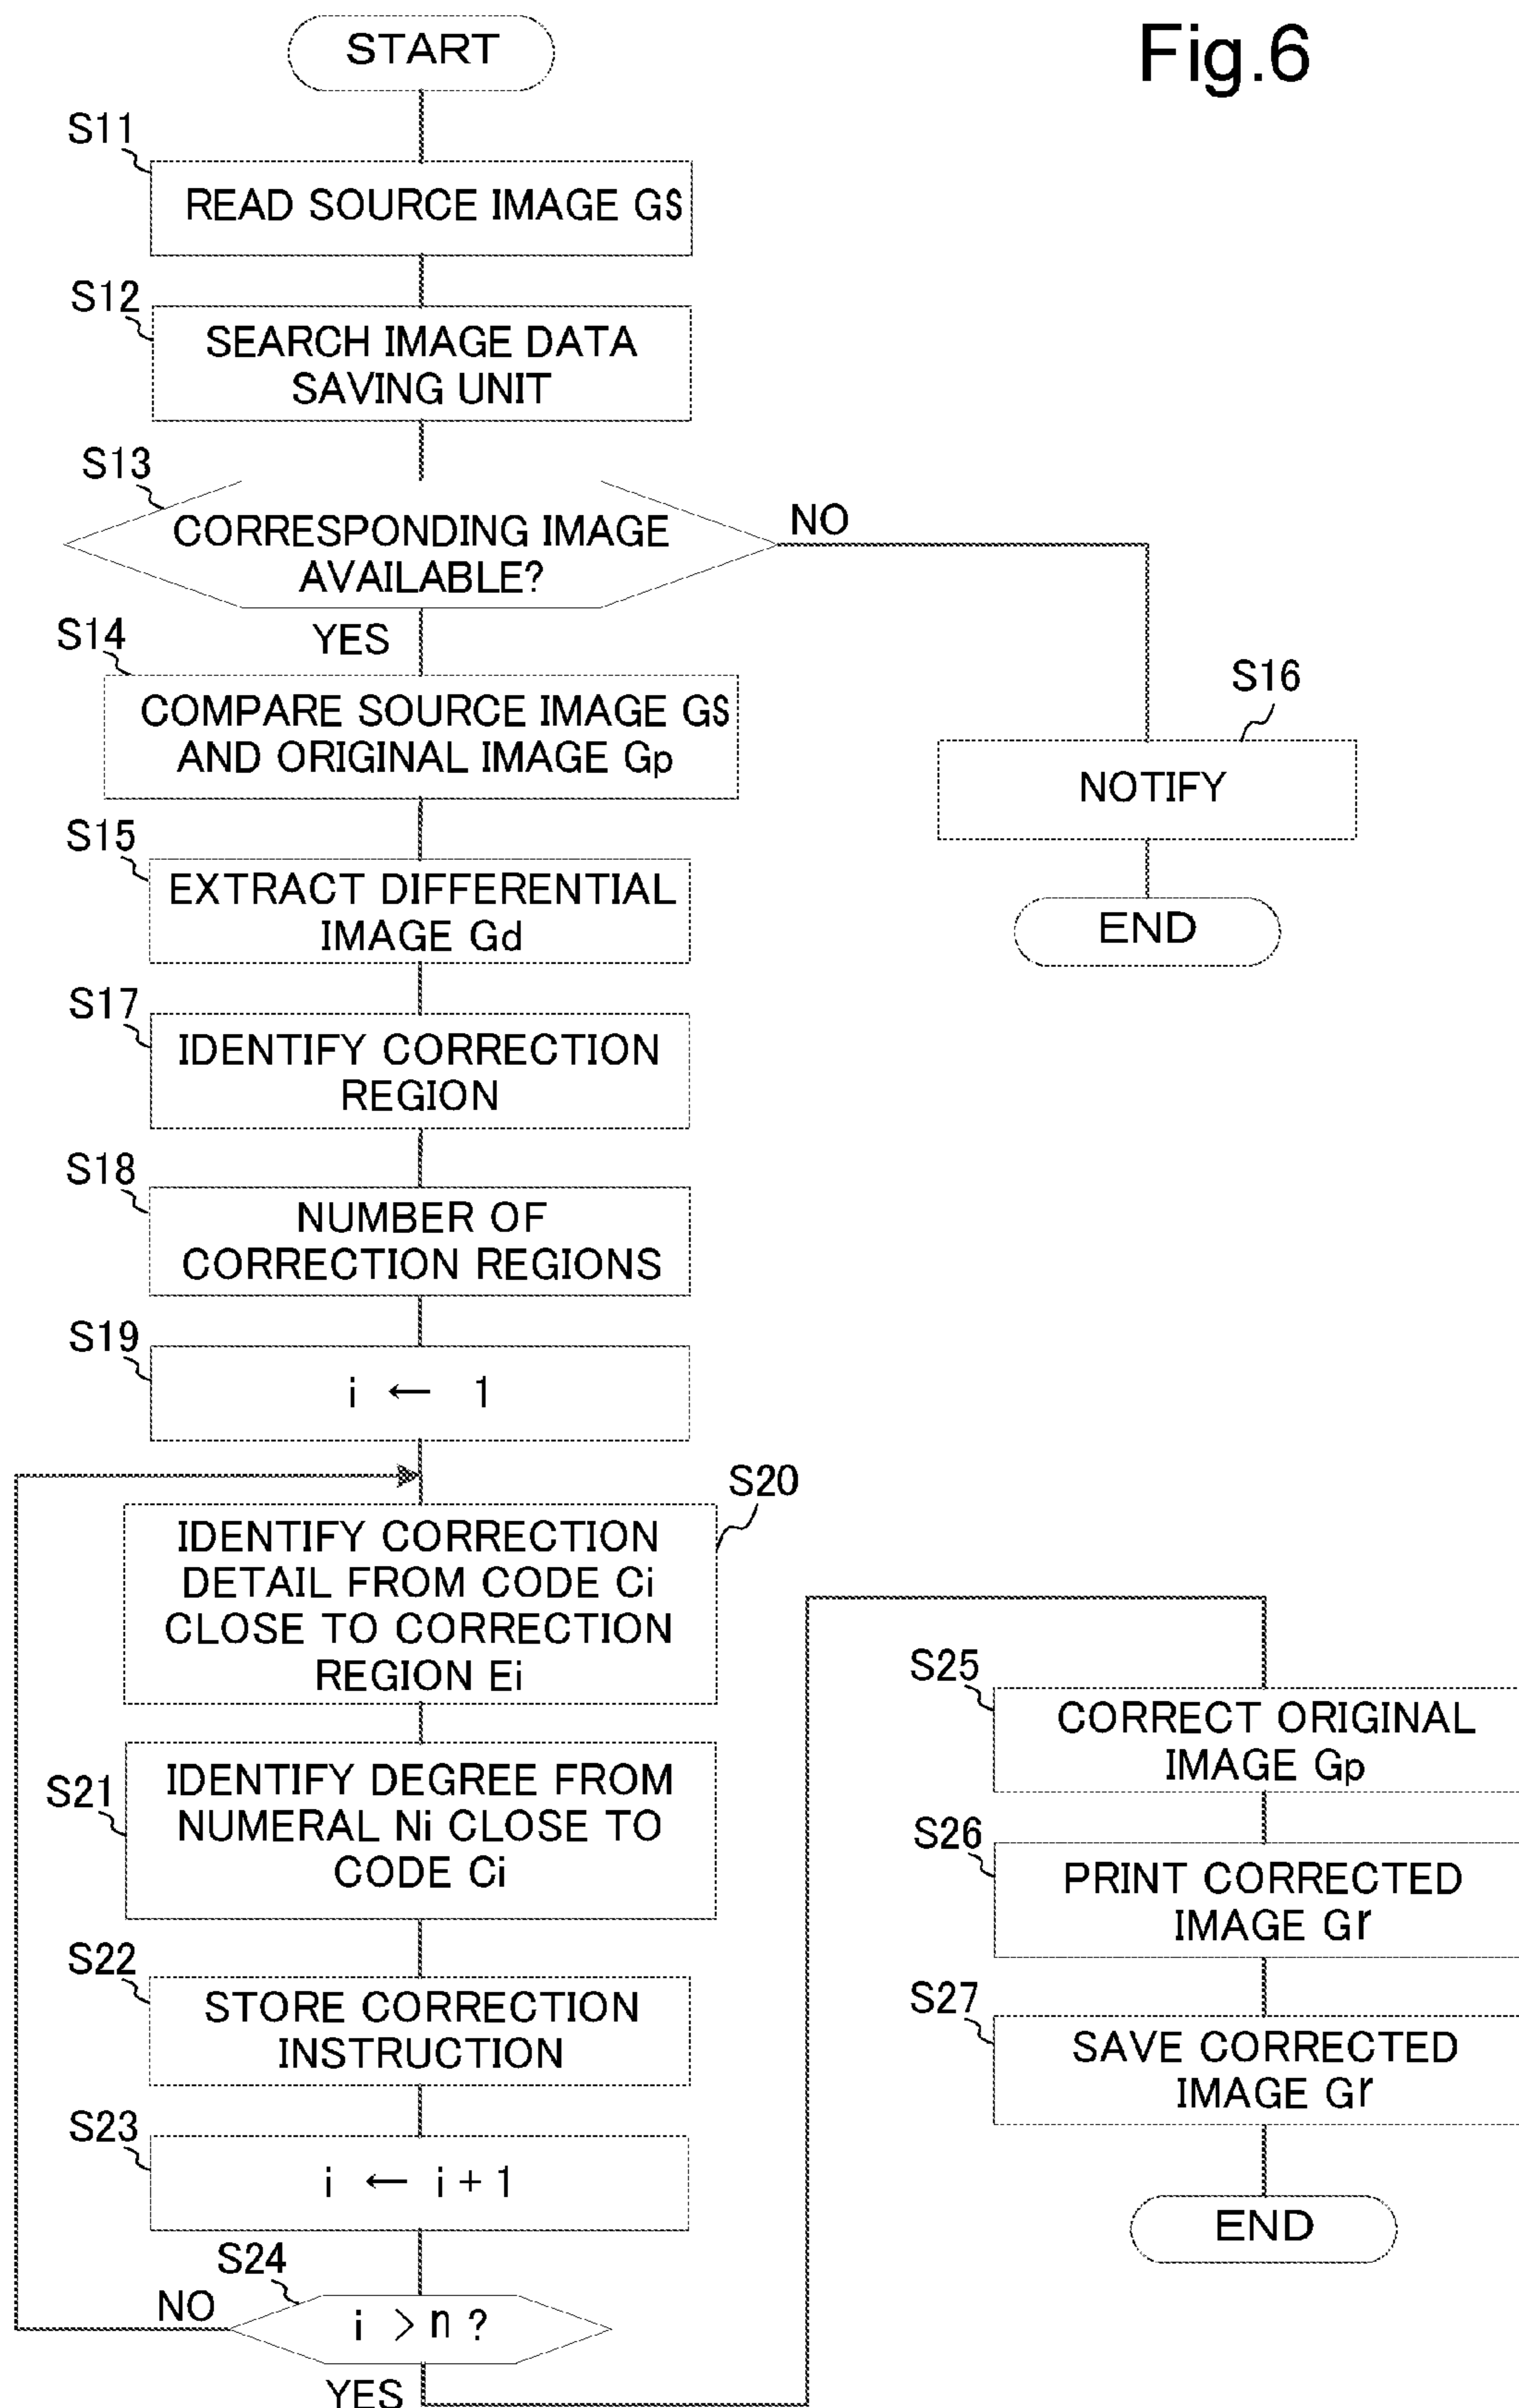 Fig.6
START
S11
READ SOURCE IMAGE Gs
S12
SEARCH IMAGE DATA
SAVING UNIT
S13
CORRESPONDING IMAGE
AVAILABLE?
NO
YES
S14
COMPARE SOURCE IMAGE Gs
AND ORIGINAL IMAGE Gp
S16
NOTIFY
END
S15
EXTRACT DIFFERENTIAL
IMAGE Gd
S17
IDENTIFY CORRECTION
REGION
S18
NUMBER OF
CORRECTION REGIONS
S19
i ← 1
S20
IDENTIFY CORRECTION
DETAIL FROM CODE Ci
CLOSE TO CORRECTION
REGION Ei
S21
IDENTIFY DEGREE FROM
NUMERAL Ni CLOSE TO
CODE Ci
S22
STORE CORRECTION
INSTRUCTION
S23
i ← i+1
S24
i >n ?
NO
YES
S25
CORRECT ORIGINAL
IMAGE Gp
S26
PRINT CORRECTED
IMAGE Gr
S27
SAVE CORRECTED
IMAGE Gr
END